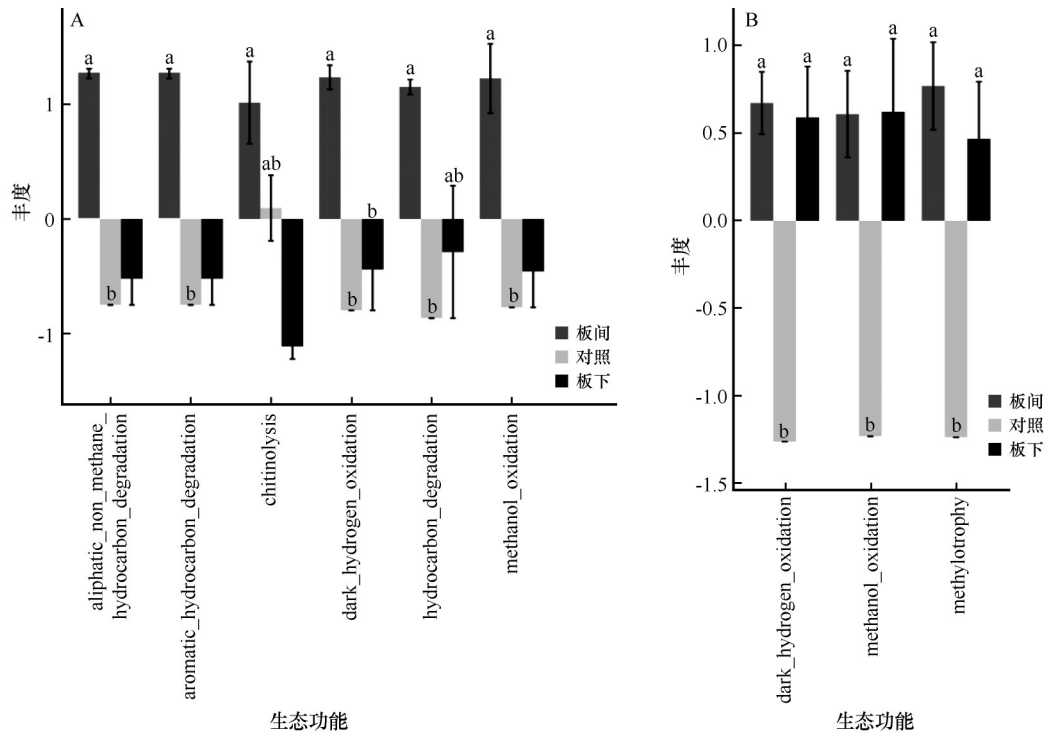 A
a
a
a
a
a
a
ab
ab
b
b
b
b
b
b
1
0
-1
丰度
板间
对照
板下
aliphatic_non_methane_
hydrocarbon_degradation
aromatic_hydrocarbon_degradation
chitinolysis
dark_hydrogen_oxidation
hydrocarbon_degradation
methanol_oxidation
生态功能
B
a
a
a
a
a
a
b
b
b
1.0
0.5
0.0
-0.5
-1.0
-1.5
丰度
板间
对照
板下
dark_hydrogen_oxidation
methanol_oxidation
methylotrophy
生态功能